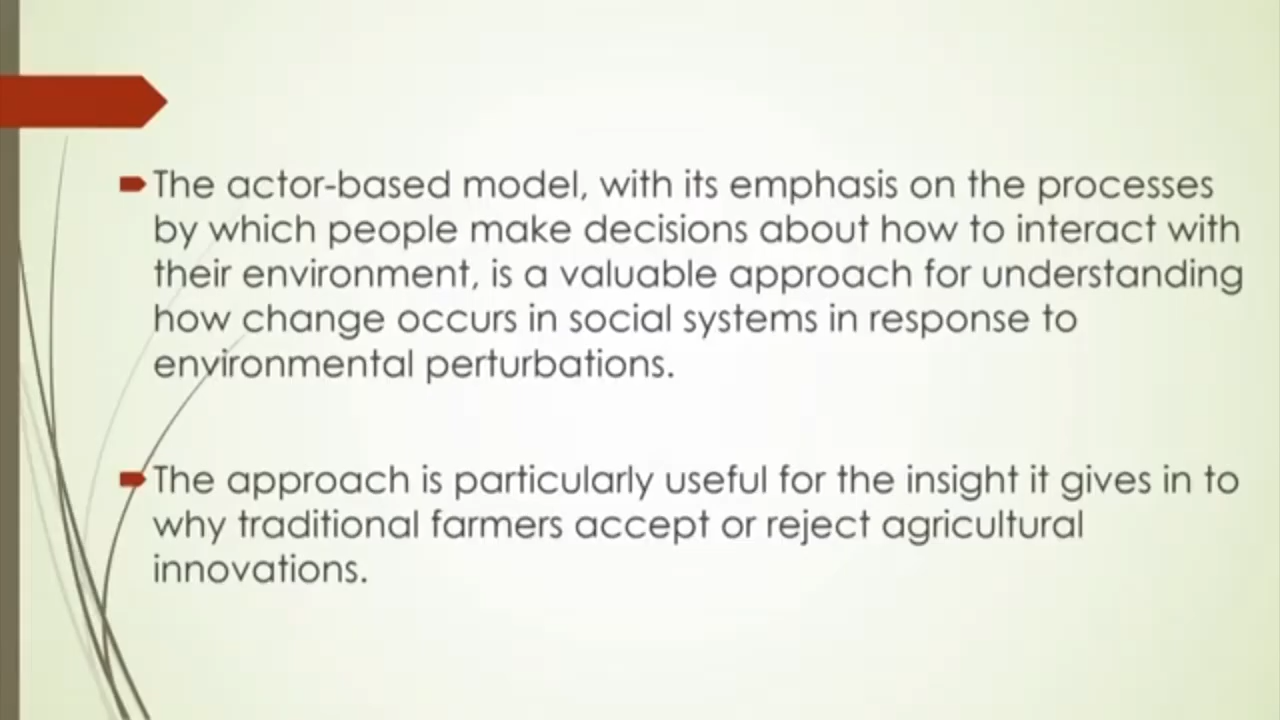 The actor-based model, with its emphasis on the processes
by which people make decisions about how to interact with
their environment, is a valuable approach for understanding
how change occurs in social systems in response to
environmental perturbations.
The approach is particularly useful for the insight it gives in to
why traditional farmers accept or reject agricultural
innovations.